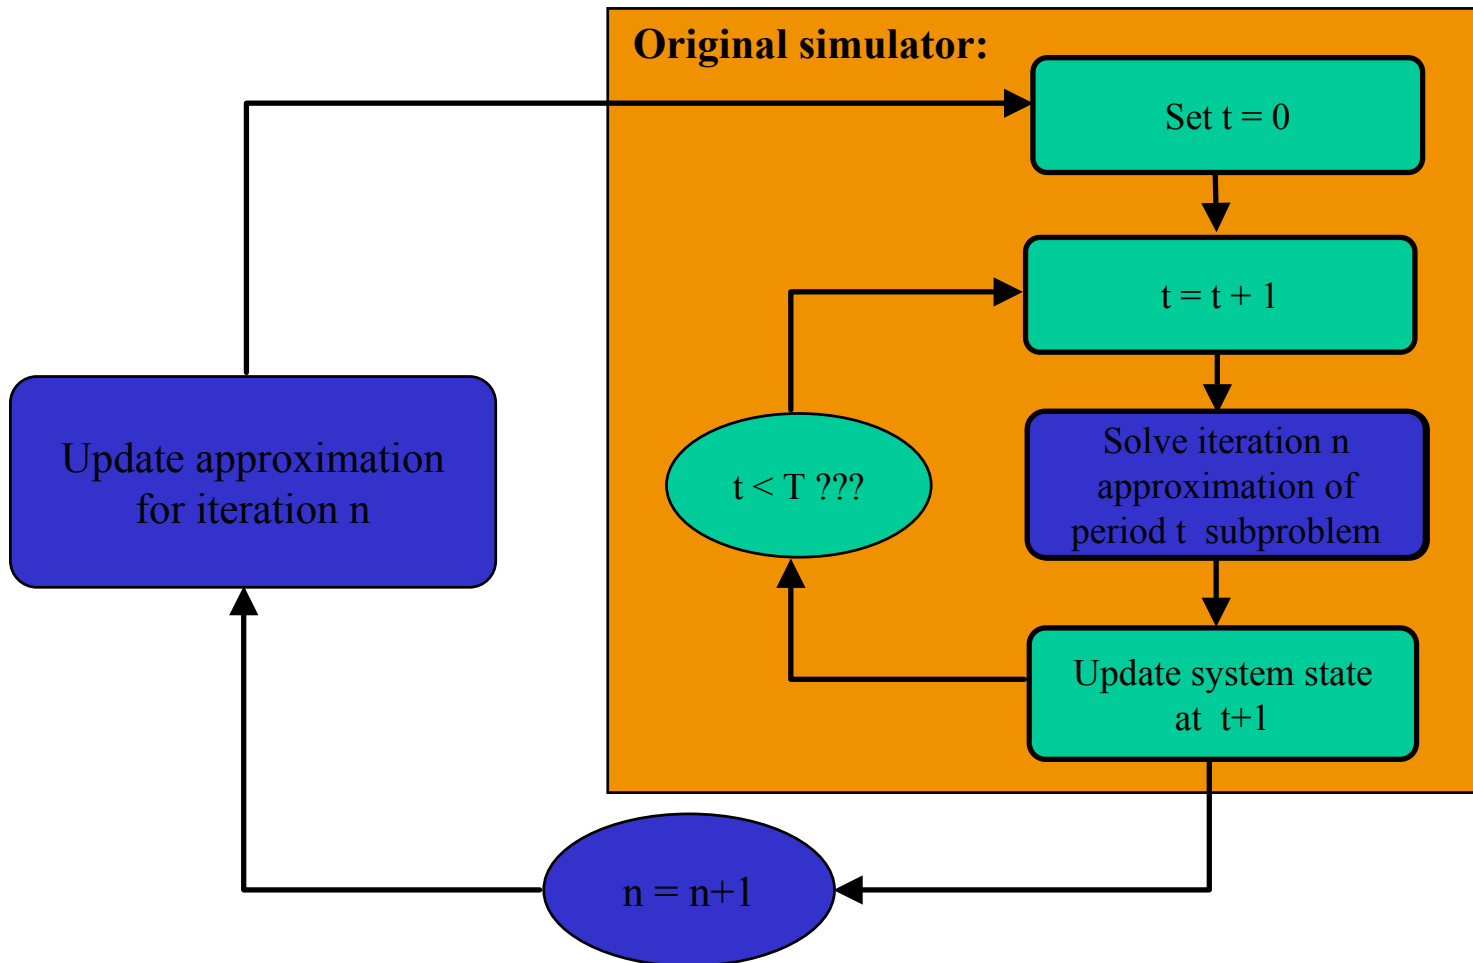 Original simulator:
Set t = 0
t = t + 1
Solve iteration n
approximation of
period t subproblem
t < T ???
Update system state
at t+1
Update approximation
for iteration n
n = n+1